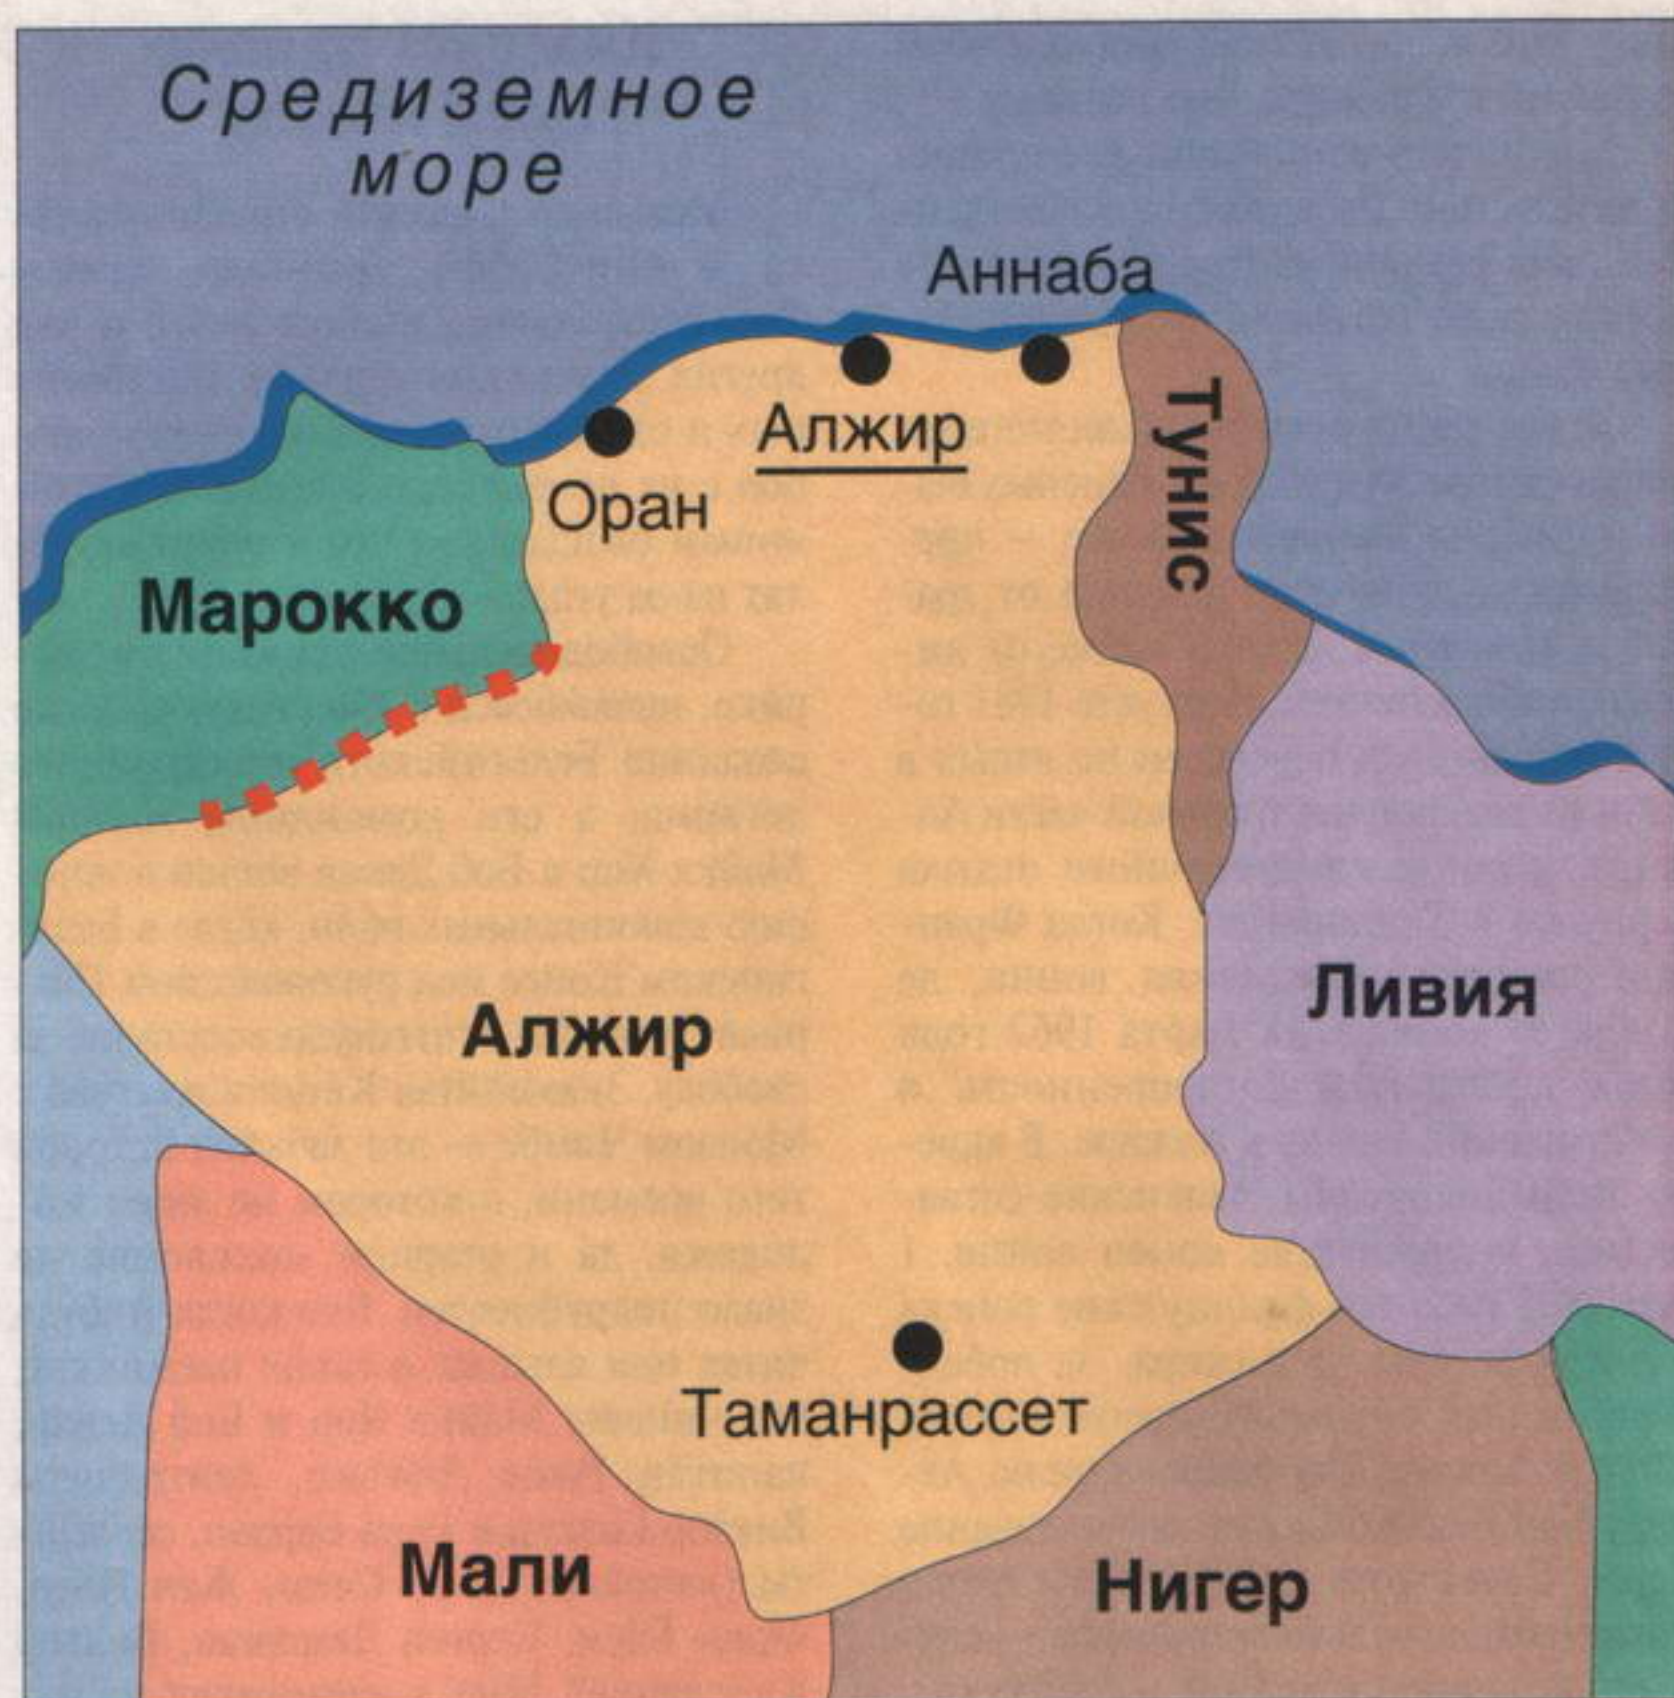 Средиземное
море
Аннаба
Алжир
Оран
Тунис
Марокко
Ливия
Алжир
Таманрассет
Мали
Нигер